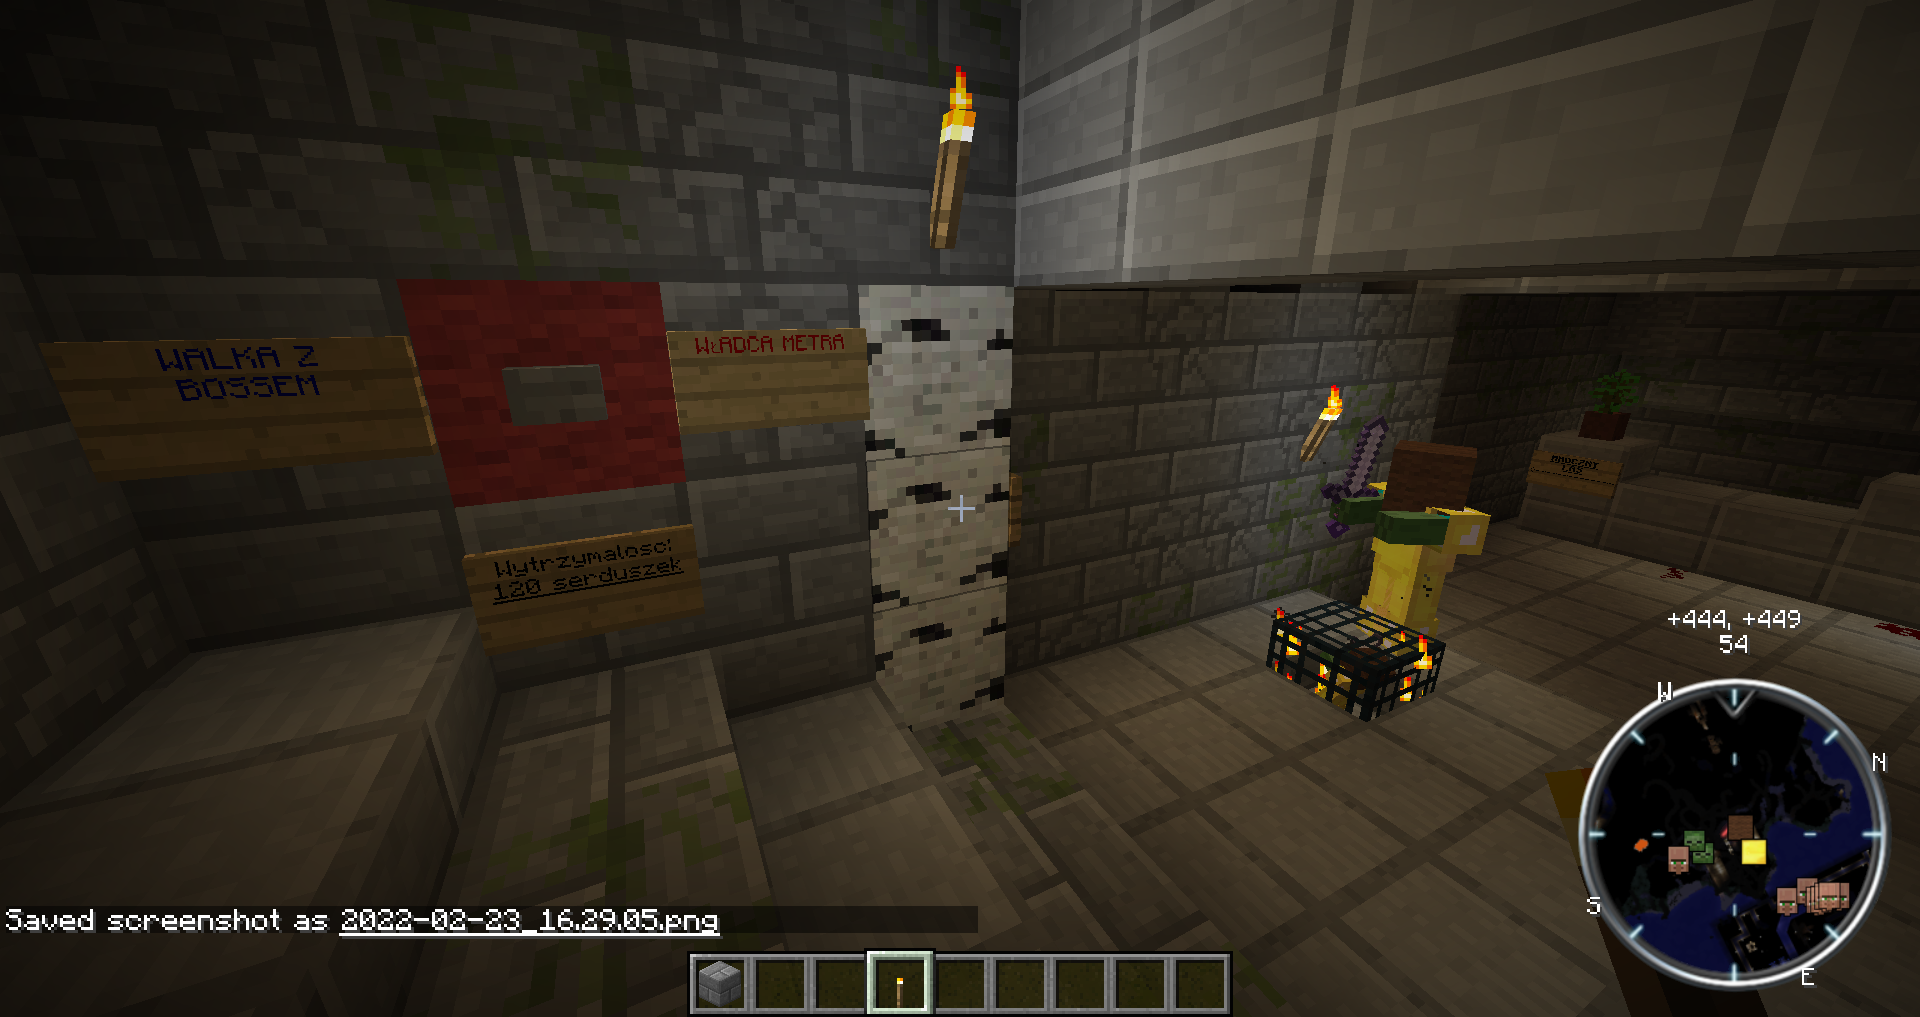 WALKA Z
BOSSEM
WŁADCA METRA
Wytrzymalosc:
120 serduszek
+444, +449
54
W
N
S
E
Saved screenshot as 2022-02-23_16.29.05.png